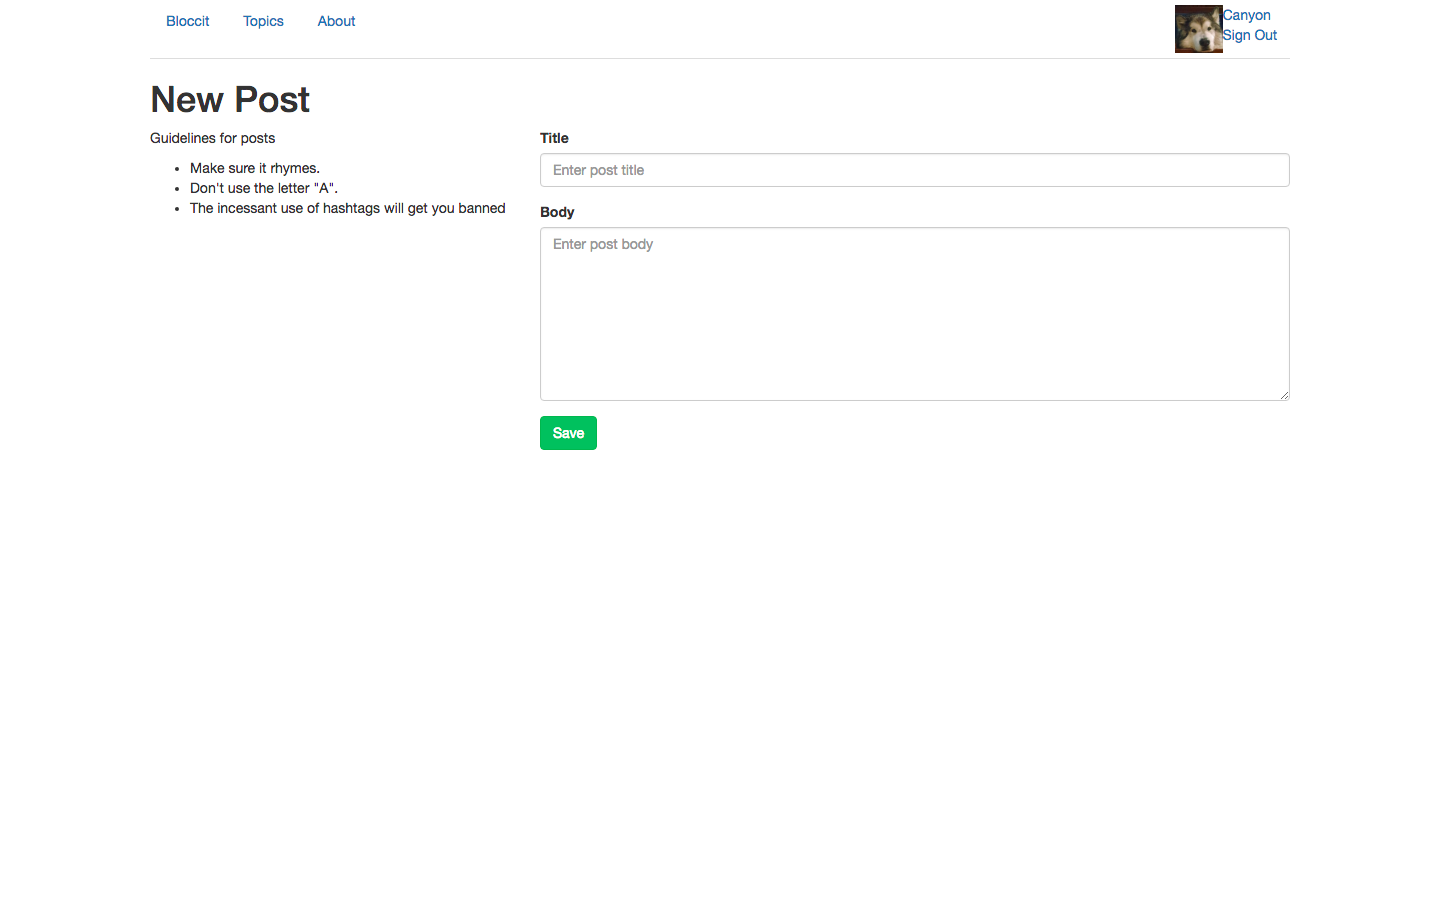 Bloccit Topics About Canyon
Sign Out
New Post
Guidelines for posts
Make sure it rhymes.
Don't use the letter "A".
The incessant use of hashtags will get you banned
Title
Enter post title
Body
Enter post body
Save